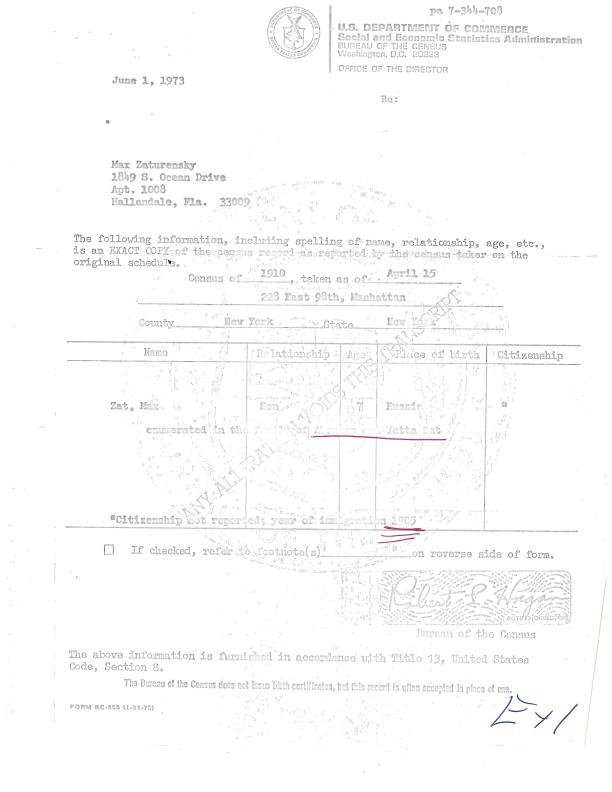 pa 7-344-708
U.S. DEPARTMENT OF COMMERCE
Social and Economic Statistics Administration
BUREAU OF THE CENSUS
Washington, D.C. 20233
OFFICE OF THE DIRECTOR
June 1, 1973
Re:
Max Zaturensky
1849 S. Ocean Drive
Apt. 1008
Hallandale, Fla. 33009
The following information, including spelling of name, relationship, age, etc.,
is an EXACT COPY of the census record as reported by the census taker on the
original schedule.
Census of 1910, taken as of April 15
228 East 98th, Manhattan
County New York State New York
Name Relationship Age Place of birth Citizenship
Zat, Max Son 7 Russia *
enumerated in the family of Yetta Zat
ANY ALTERATION VOIDS THIS TRANSCRIPT
*Citizenship not reported; year of immigration 1905
If checked, refer to footnote(s) on reverse side of form.
Robert L. Hagan
ACTING DIRECTOR
Bureau of the Census
The above information is furnished in accordance with Title 13, United States
Code, Section 8.
The Bureau of the Census does not issue birth certificates, but this record is often accepted in place of one.
FORM BC-655 (1-26-72)
Ex 1